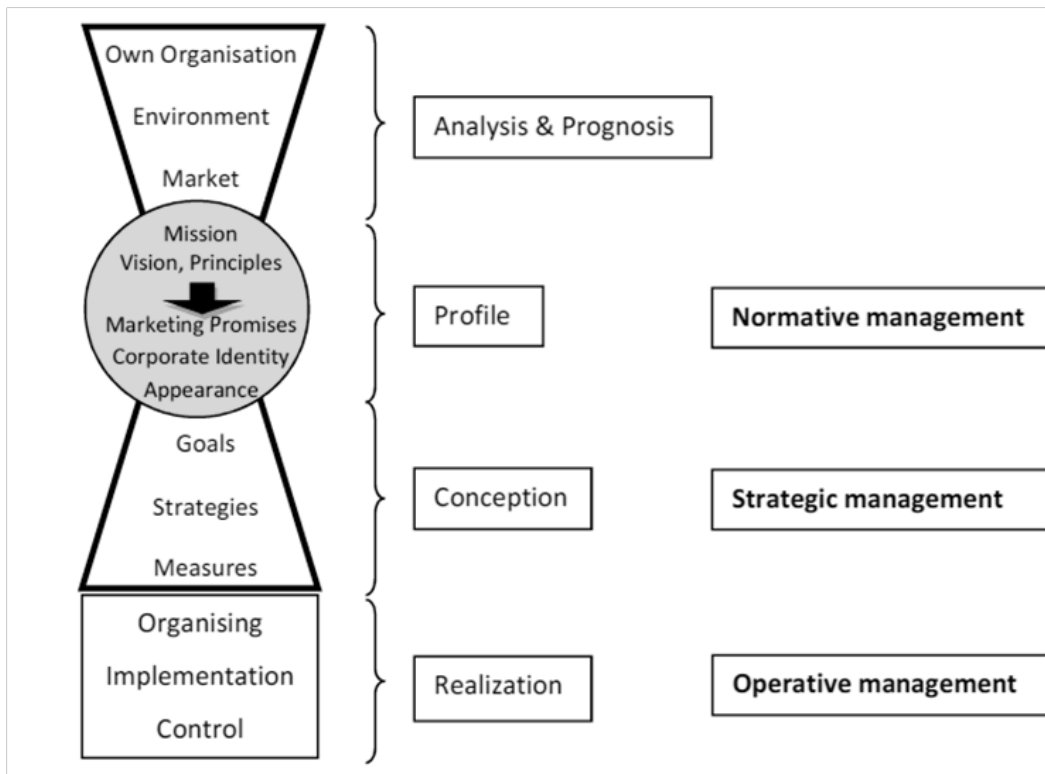 Own Organisation
Environment
Market
Analysis & Prognosis
Mission
Vision, Principles
Marketing Promises
Corporate Identity
Appearance
Profile
Normative management
Goals
Strategies
Measures
Conception
Strategic management
Organising
Implementation
Control
Realization
Operative management